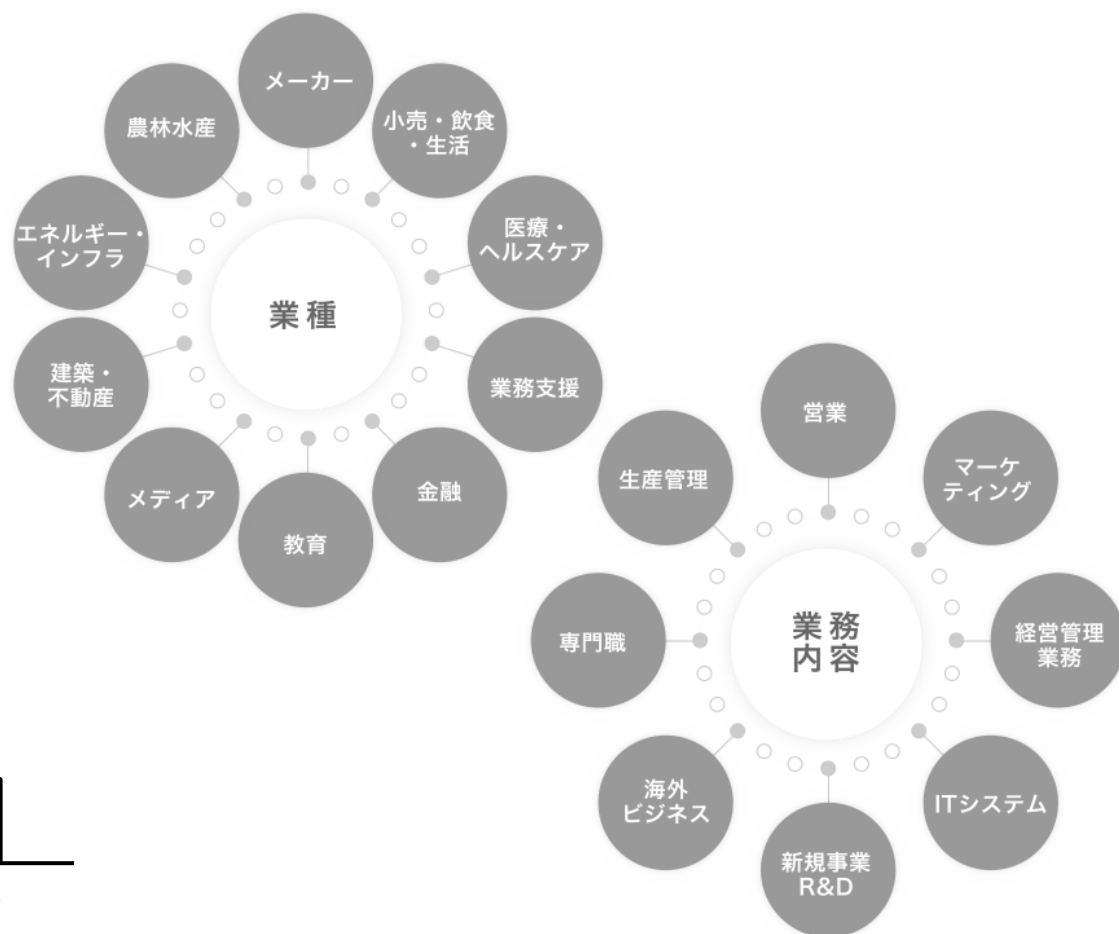 メーカー
小売・飲食
・生活
医療・
ヘルスケア
業務支援
金融
教育
メディア
建築・
不動産
エネルギー・
インフラ
農林水産
業種
営業
マーケ
ティング
経営管理
業務
ITシステム
新規事業
R&D
海外
ビジネス
専門職
生産管理
業務
内容